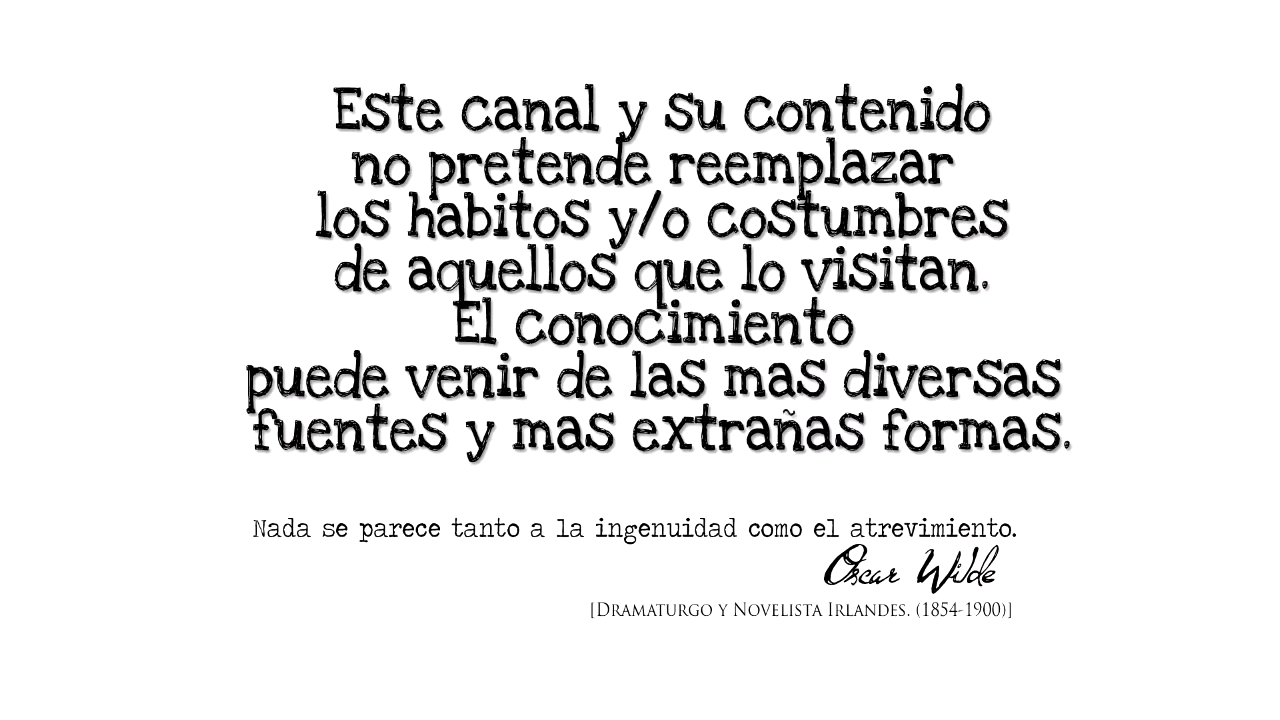 Este canal y su contenido
no pretende reemplazar
los habitos y/o costumbres
de aquellos que lo visitan.
El conocimiento
puede venir de las mas diversas
fuentes y mas extrañas formas.
Nada se parece tanto a la ingenuidad como el atrevimiento.
Oscar Wilde
[Dramaturgo y Novelista Irlandes. (1854-1900)]